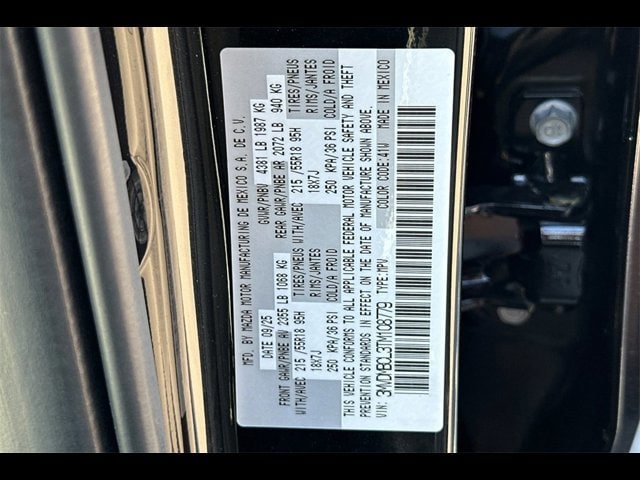 MFD. BY MAZDA MOTOR MANUFACTURING DE MEXICO S.A. DE C.V.
DATE 09/25 GVWR/PNBV 4381 LB 1987 KG
FRONT GAWR/PNBE AV 2355 LB 1068 KG REAR GAWR/PNBE AR 2072 LB 940 KG
WITH/AVEC 215 /55R18 95H TIRES/PNEUS WITH/AVEC 215 /55R18 95H TIRES/PNEUS
18X7J RIMS/JANTES 18X7J RIMS/JANTES
250 KPA/36 PSI COLD/A FROID 250 KPA/36 PSI COLD/A FROID
THIS VEHICLE CONFORMS TO ALL APPLICABLE FEDERAL MOTOR VEHICLE SAFETY AND THEFT
PREVENTION STANDARDS IN EFFECT ON THE DATE OF MANUFACTURE SHOWN ABOVE.
VIN: TYPE:MPV COLOR CODE:41W MADE IN MEXICO